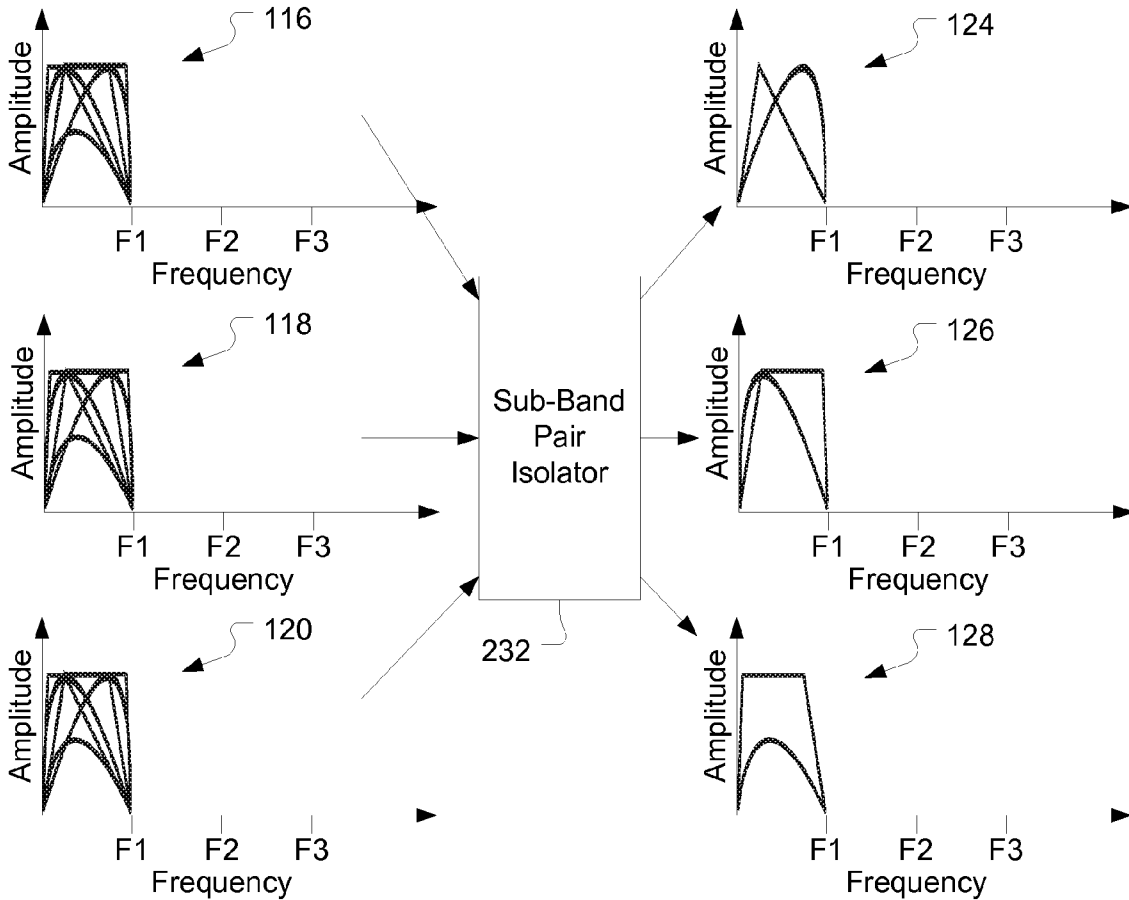 116
Amplitude
F1 F2 F3
Frequency
124
Amplitude
F1 F2 F3
Frequency
118
Amplitude
F1 F2 F3
Frequency
Sub-Band
Pair
Isolator
232
126
Amplitude
F1 F2 F3
Frequency
120
Amplitude
F1 F2 F3
Frequency
128
Amplitude
F1 F2 F3
Frequency